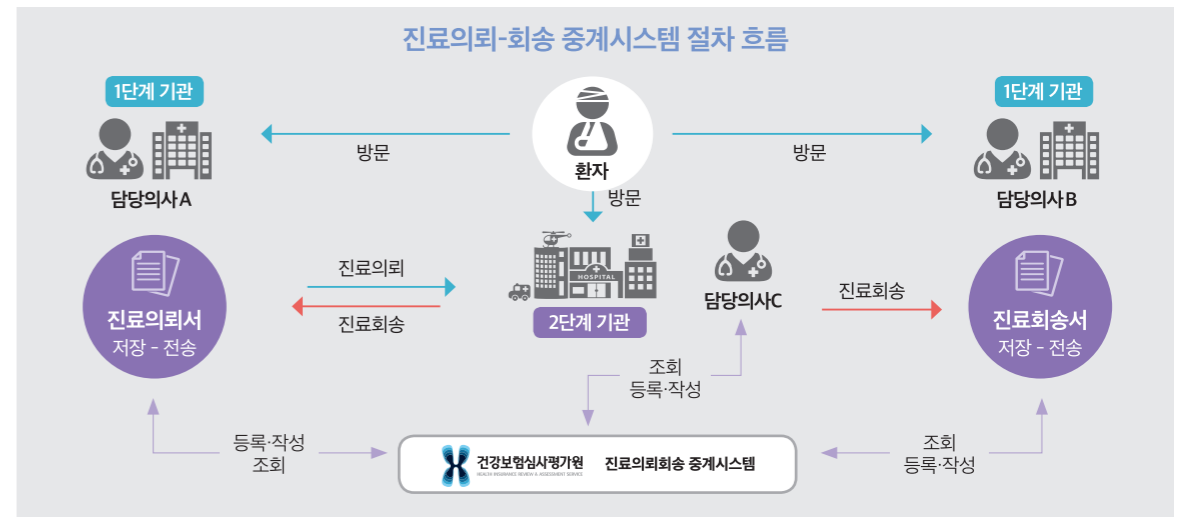 진료의뢰-회송 중계시스템 절차 흐름
1단계 기관
1단계 기관
방문
방문
환자
방문
담당의사 A
담당의사 B
진료의뢰서
저장 - 전송
진료의뢰
진료회송
HOSPITAL
2단계 기관
담당의사C
진료회송
진료회송서
저장 - 전송
조회
등록·작성
등록·작성
조회
조회
등록·작성
건강보험심사평가원
HEALTH INSURANCE REVIEW & ASSESSMENT SERVICE
진료의뢰회송 중계시스템